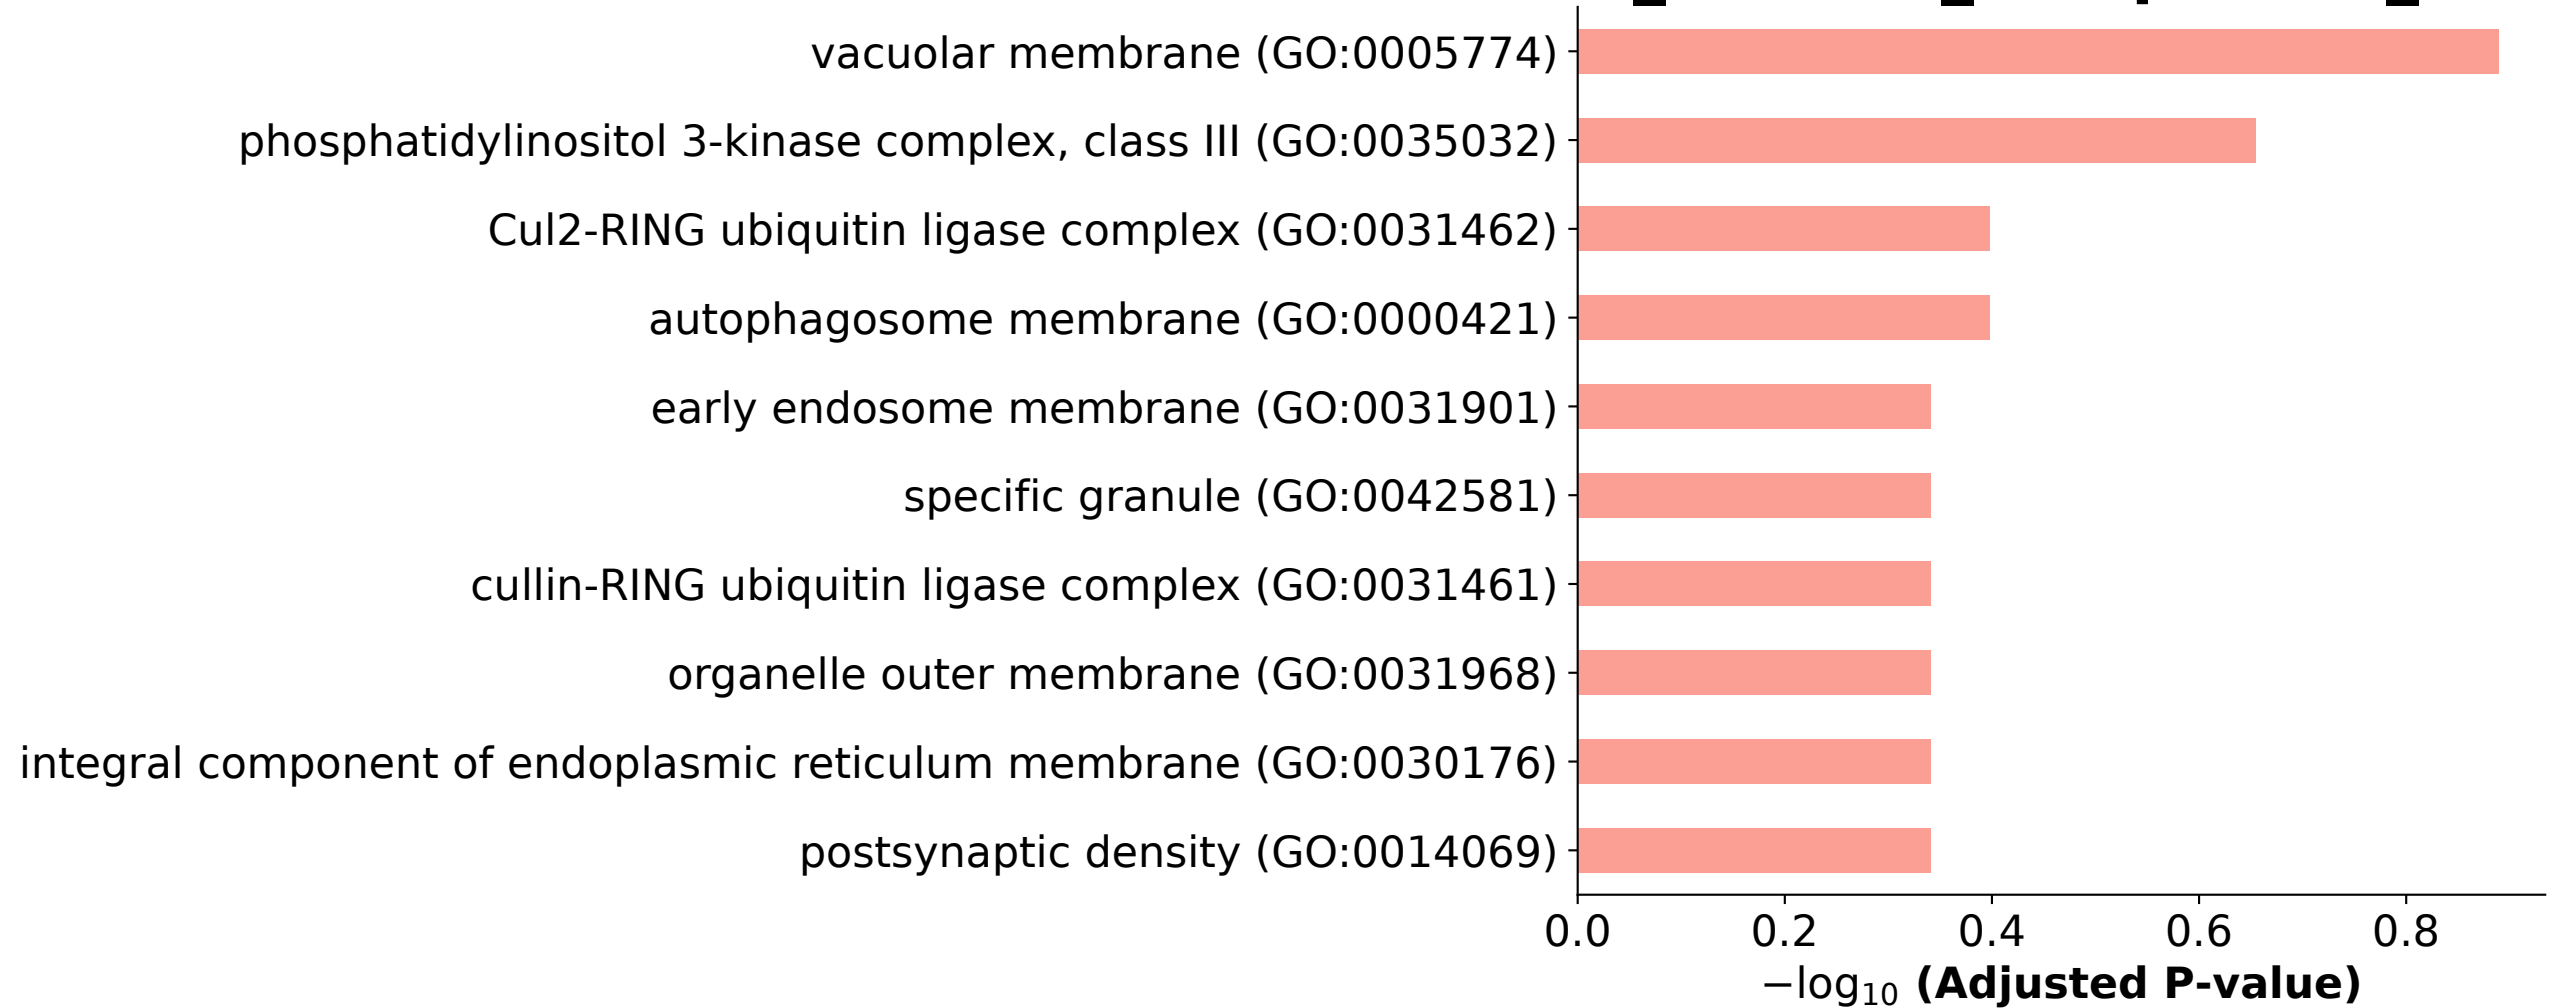 vacuolar membrane (GO:0005774)
phosphatidylinositol 3-kinase complex, class III (GO:0035032)
Cul2-RING ubiquitin ligase complex (GO:0031462)
autophagosome membrane (GO:0000421)
early endosome membrane (GO:0031901)
specific granule (GO:0042581)
cullin-RING ubiquitin ligase complex (GO:0031461)
organelle outer membrane (GO:0031968)
integral component of endoplasmic reticulum membrane (GO:0030176)
postsynaptic density (GO:0014069)
0.0 0.2 0.4 0.6 0.8
−log₁₀ (Adjusted P-value)